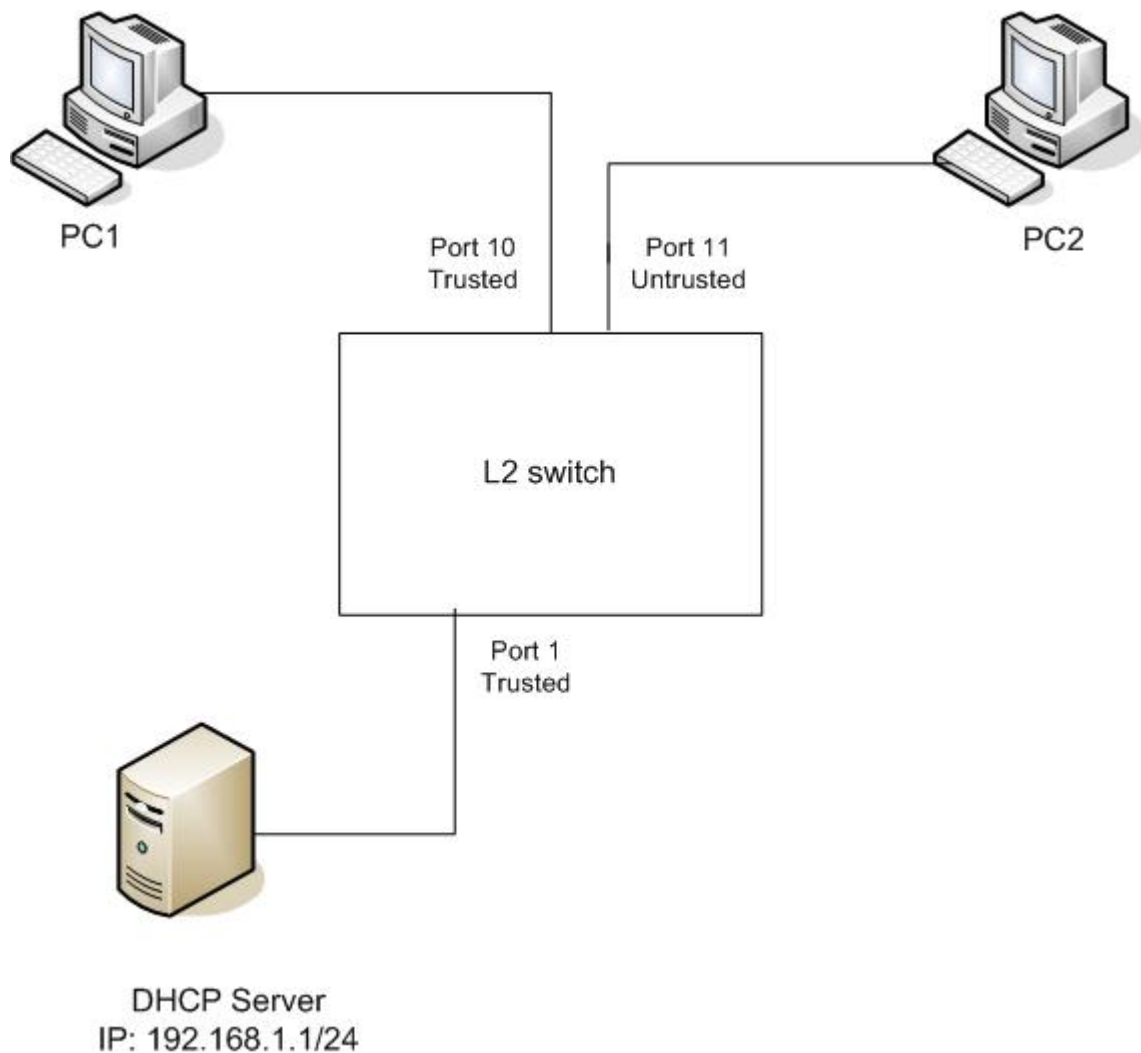 PC1
PC2
Port 10
Trusted
Port 11
Untrusted
L2 switch
Port 1
Trusted
DHCP Server
IP: 192.168.1.1/24